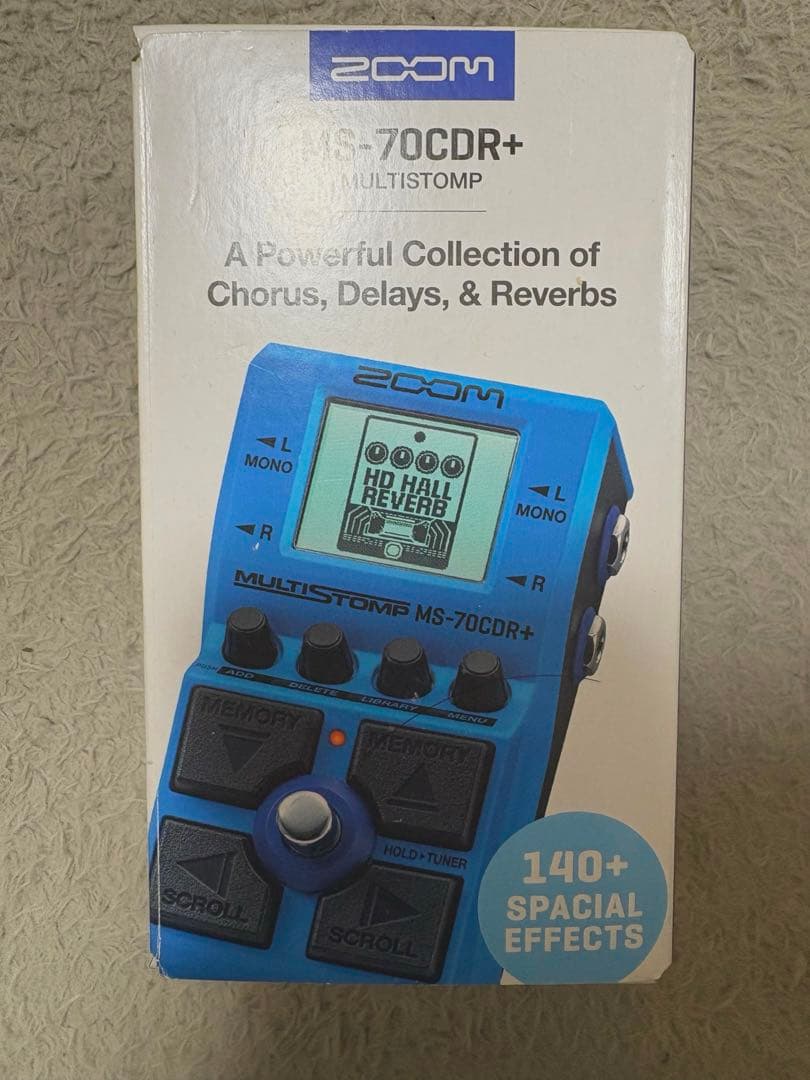 ZOOM
MS-70CDR+
MULTISTOMP
A Powerful Collection of
Chorus, Delays, & Reverbs
ZOOM
L
MONO
R
HD HALL
REVERB
L
MONO
R
MULTISTOMP MS-70CDR+
PUSH ADD DELETE LIBRARY MENU
MEMORY
MEMORY
HOLD▸TUNER
SCROLL
SCROLL
140+
SPACIAL
EFFECTS